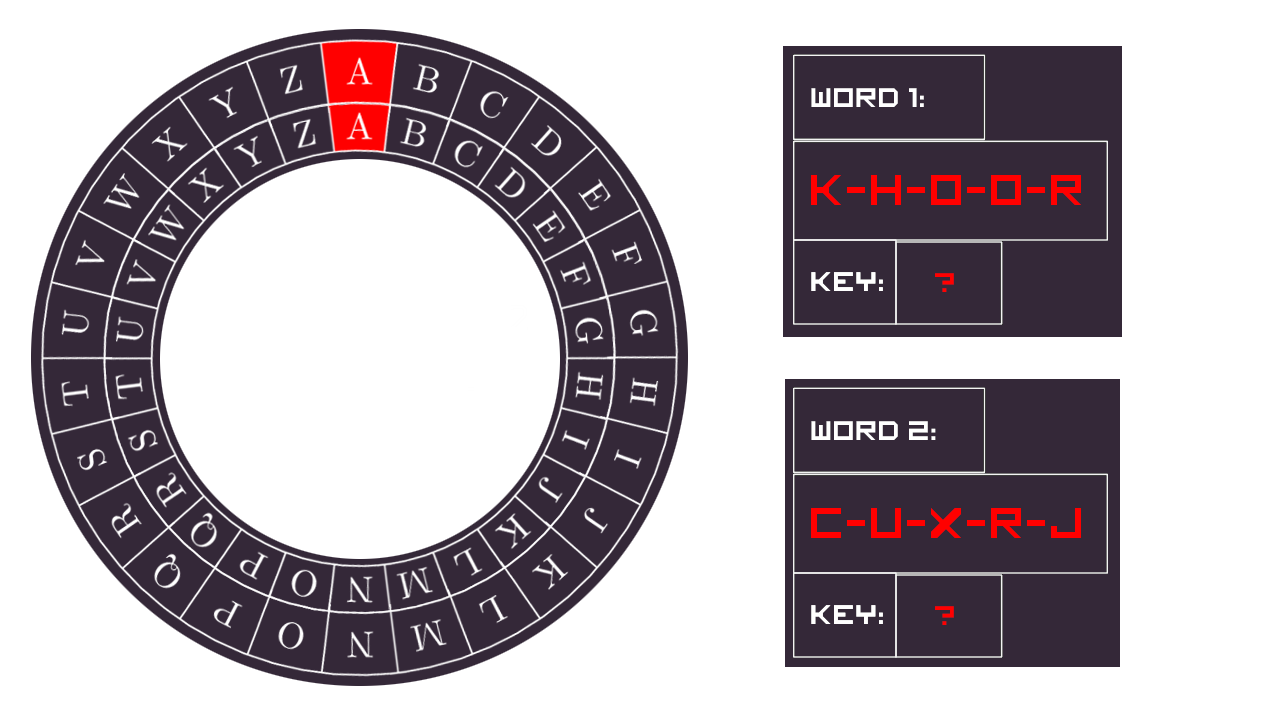 A B C D E F G H I J K L M N O P Q R S T U V W X Y Z
A B C D E F G H I J K L M N O P Q R S T U V W X Y Z
WORD 1:
K-H-O-O-R
KEY: ?
WORD 2:
C-U-X-R-J
KEY: ?